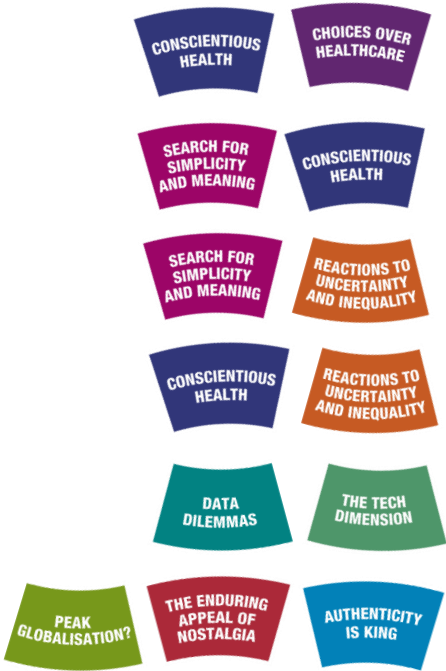 CONSCIENTIOUS
HEALTH
CHOICES OVER
HEALTHCARE
SEARCH FOR
SIMPLICITY
AND MEANING
CONSCIENTIOUS
HEALTH
SEARCH FOR
SIMPLICITY
AND MEANING
REACTIONS TO
UNCERTAINTY
AND INEQUALITY
CONSCIENTIOUS
HEALTH
REACTIONS TO
UNCERTAINTY
AND INEQUALITY
DATA
DILEMMAS
THE TECH
DIMENSION
PEAK
GLOBALISATION?
THE ENDURING
APPEAL OF
NOSTALGIA
AUTHENTICITY
IS KING